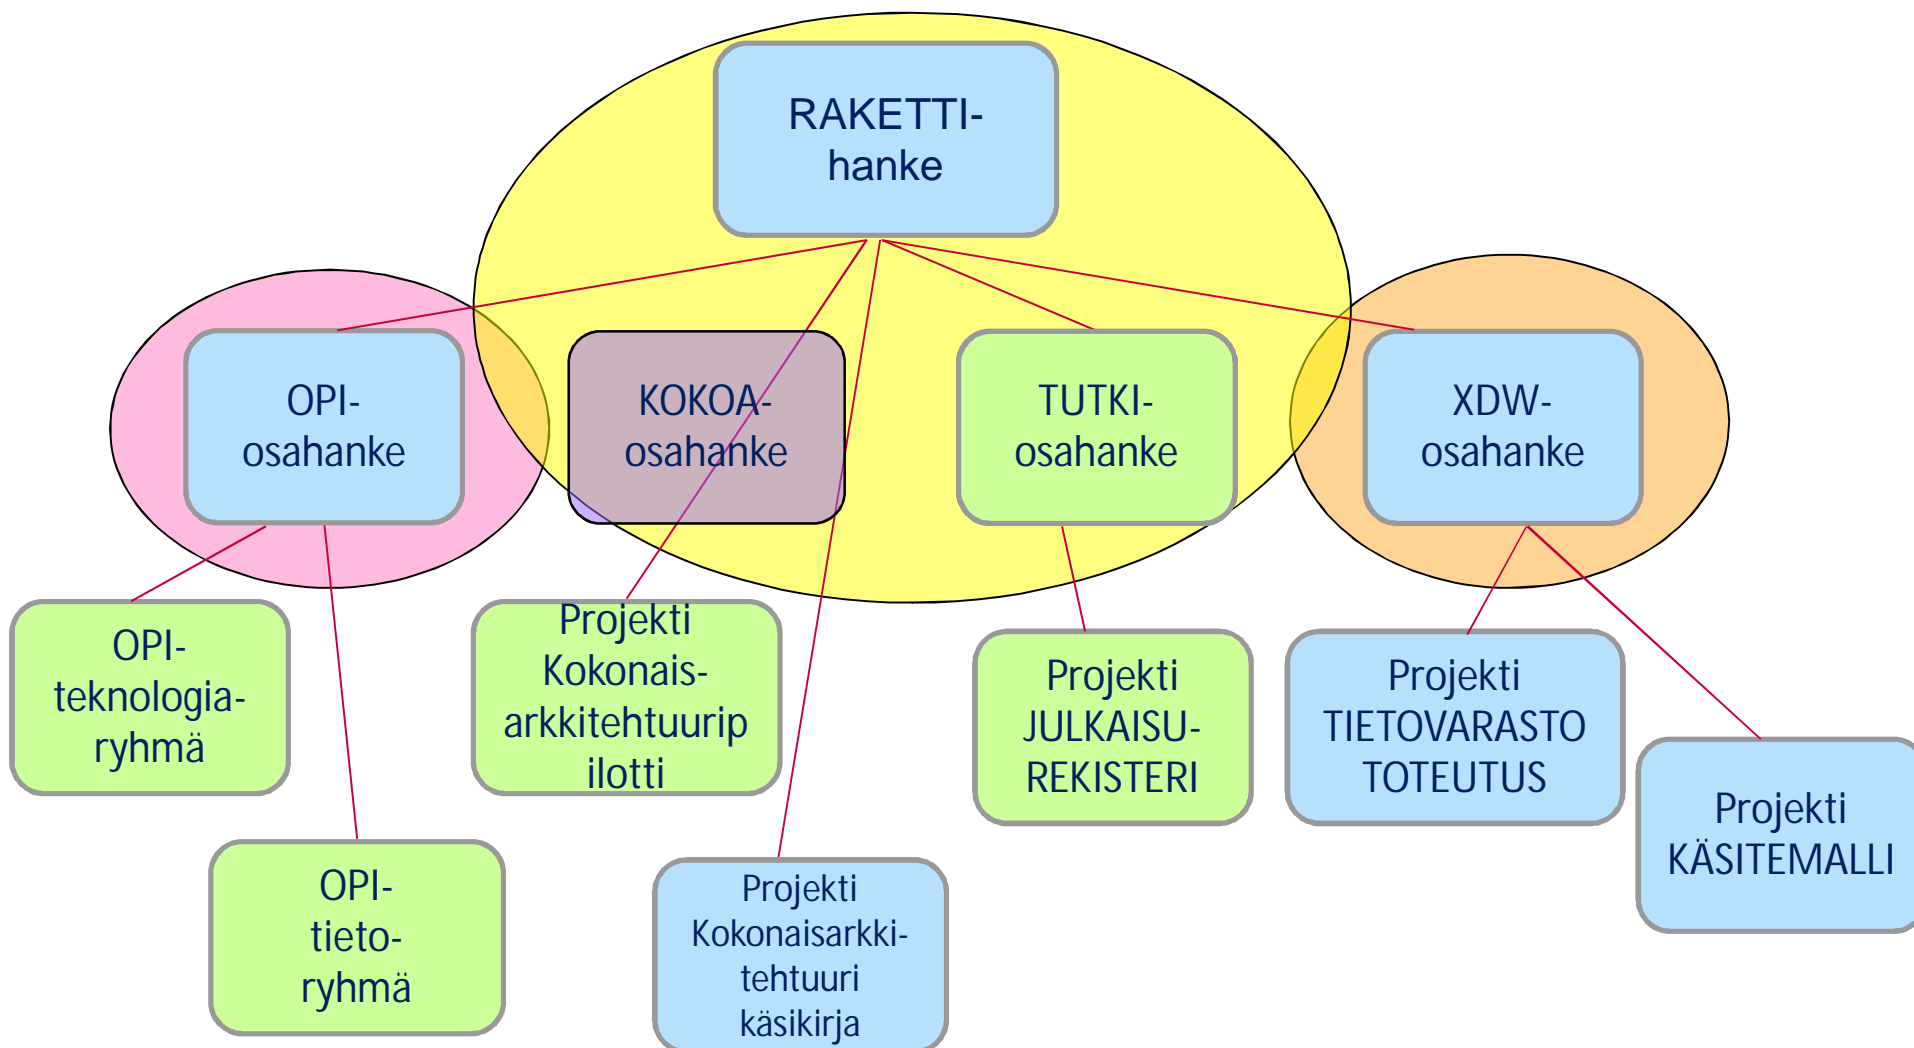 RAKETTI-
hanke
OPI-
osahanke
KOKOA-
osahanke
TUTKI-
osahanke
XDW-
osahanke
OPI-
teknologia-
ryhmä
Projekti
Kokonais-
arkkitehtuurip
ilotti
Projekti
JULKAISU-
REKISTERI
Projekti
TIETOVARASTO
TOTEUTUS
Projekti
KÄSITEMALLI
OPI-
tieto-
ryhmä
Projekti
Kokonaisarkki-
tehtuuri
käsikirja